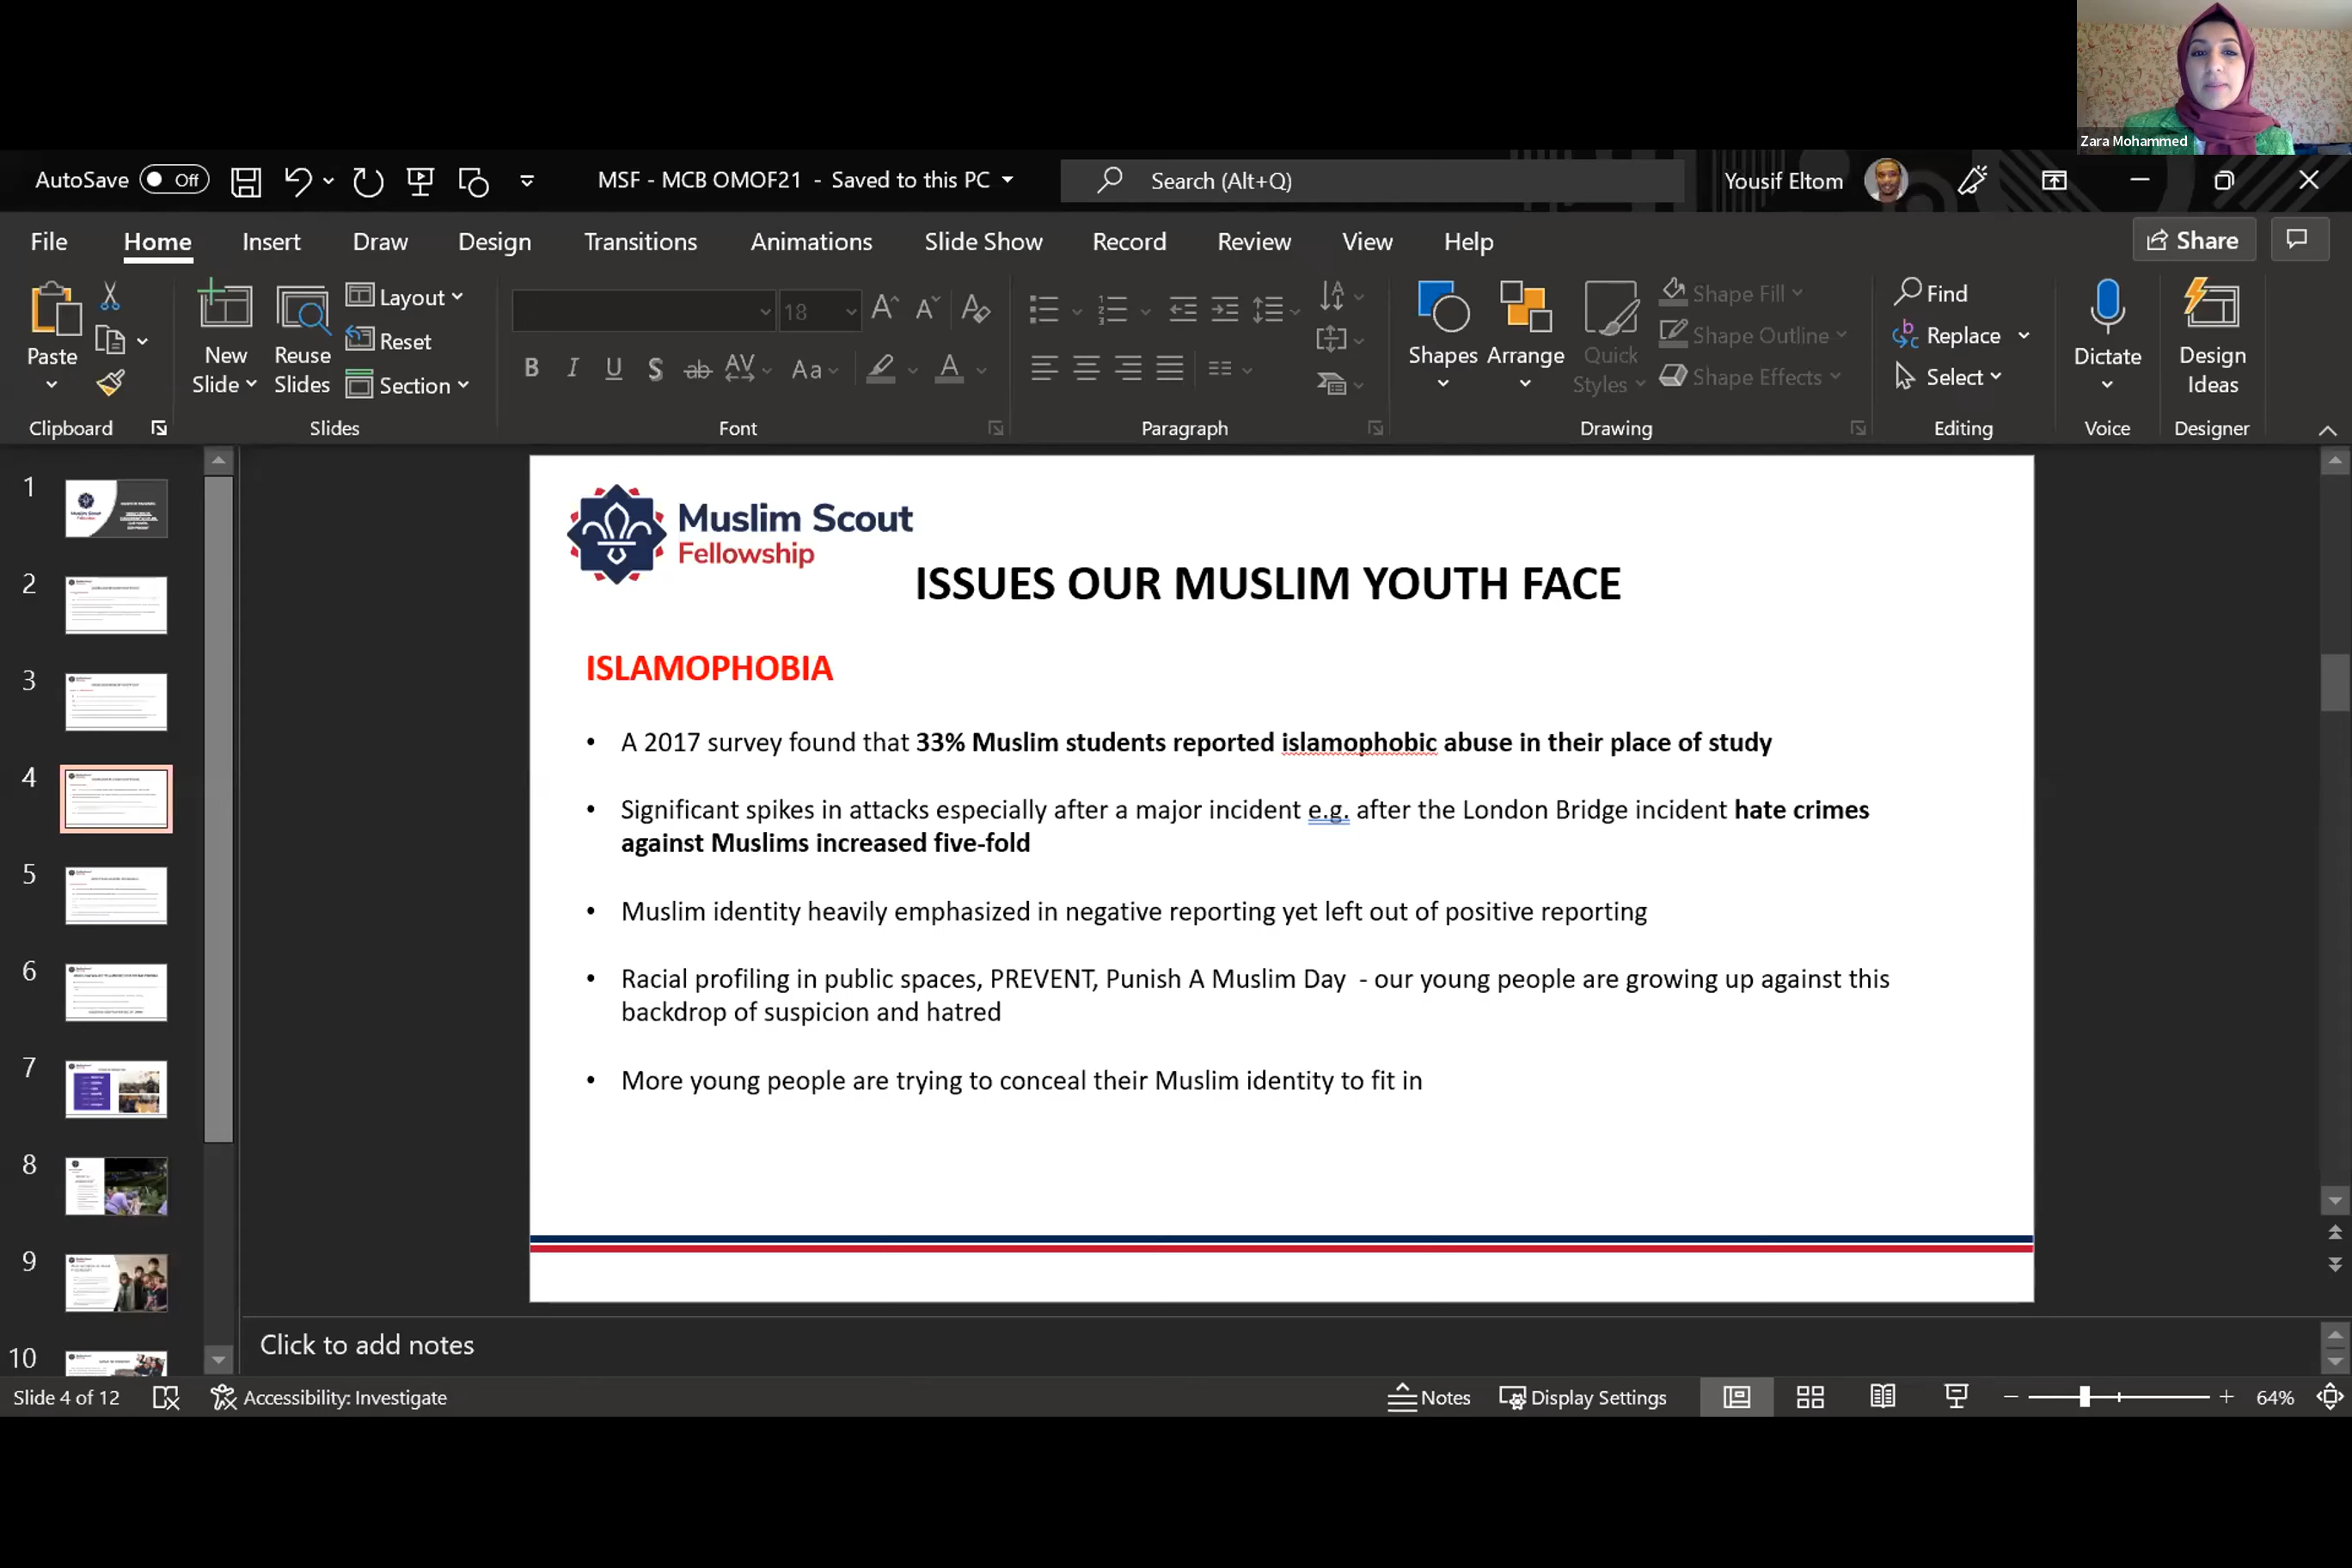 Zara Mohammed
AutoSave Off
MSF - MCB OMOF21 - Saved to this PC
Search (Alt+Q)
Yousif Eltom
File Home Insert Draw Design Transitions Animations Slide Show Record Review View Help
Share
Paste
New
Slide
Reuse
Slides
Layout
Reset
Section
18
Shapes
Arrange
Quick
Styles
Shape Fill
Shape Outline
Shape Effects
Find
Replace
Select
Dictate
Design
Ideas
Clipboard Slides Font Paragraph Drawing Editing Voice Designer
1
2
3
4
5
6
7
8
9
10
Muslim Scout
Fellowship
ISSUES OUR MUSLIM YOUTH FACE
ISLAMOPHOBIA
• A 2017 survey found that 33% Muslim students reported islamophobic abuse in their place of study
• Significant spikes in attacks especially after a major incident e.g. after the London Bridge incident hate crimes
against Muslims increased five-fold
• Muslim identity heavily emphasized in negative reporting yet left out of positive reporting
• Racial profiling in public spaces, PREVENT, Punish A Muslim Day - our young people are growing up against this
backdrop of suspicion and hatred
• More young people are trying to conceal their Muslim identity to fit in
Click to add notes
Slide 4 of 12
Accessibility: Investigate
Notes
Display Settings
64%